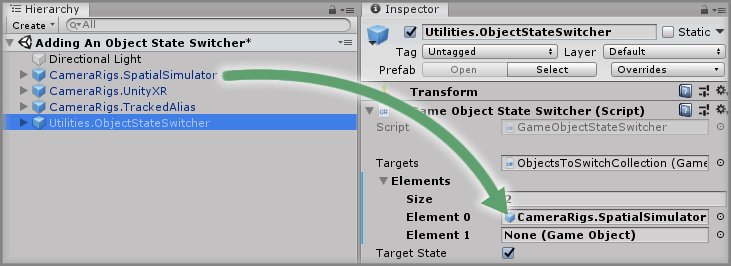 Hierarchy
Create
All
Adding An Object State Switcher*
Directional Light
CameraRigs.SpatialSimulator
CameraRigs.UnityXR
CameraRigs.TrackedAlias
Utilities.ObjectStateSwitcher
Inspector
Utilities.ObjectStateSwitcher Static
Tag Untagged Layer Default
Prefab Open Select Overrides
Transform
Game Object State Switcher (Script)
Script GameObjectStateSwitcher
Targets ObjectsToSwitchCollection (Game
Elements
Size 2
Element 0 CameraRigs.SpatialSimulator
Element 1 None (Game Object)
Target State